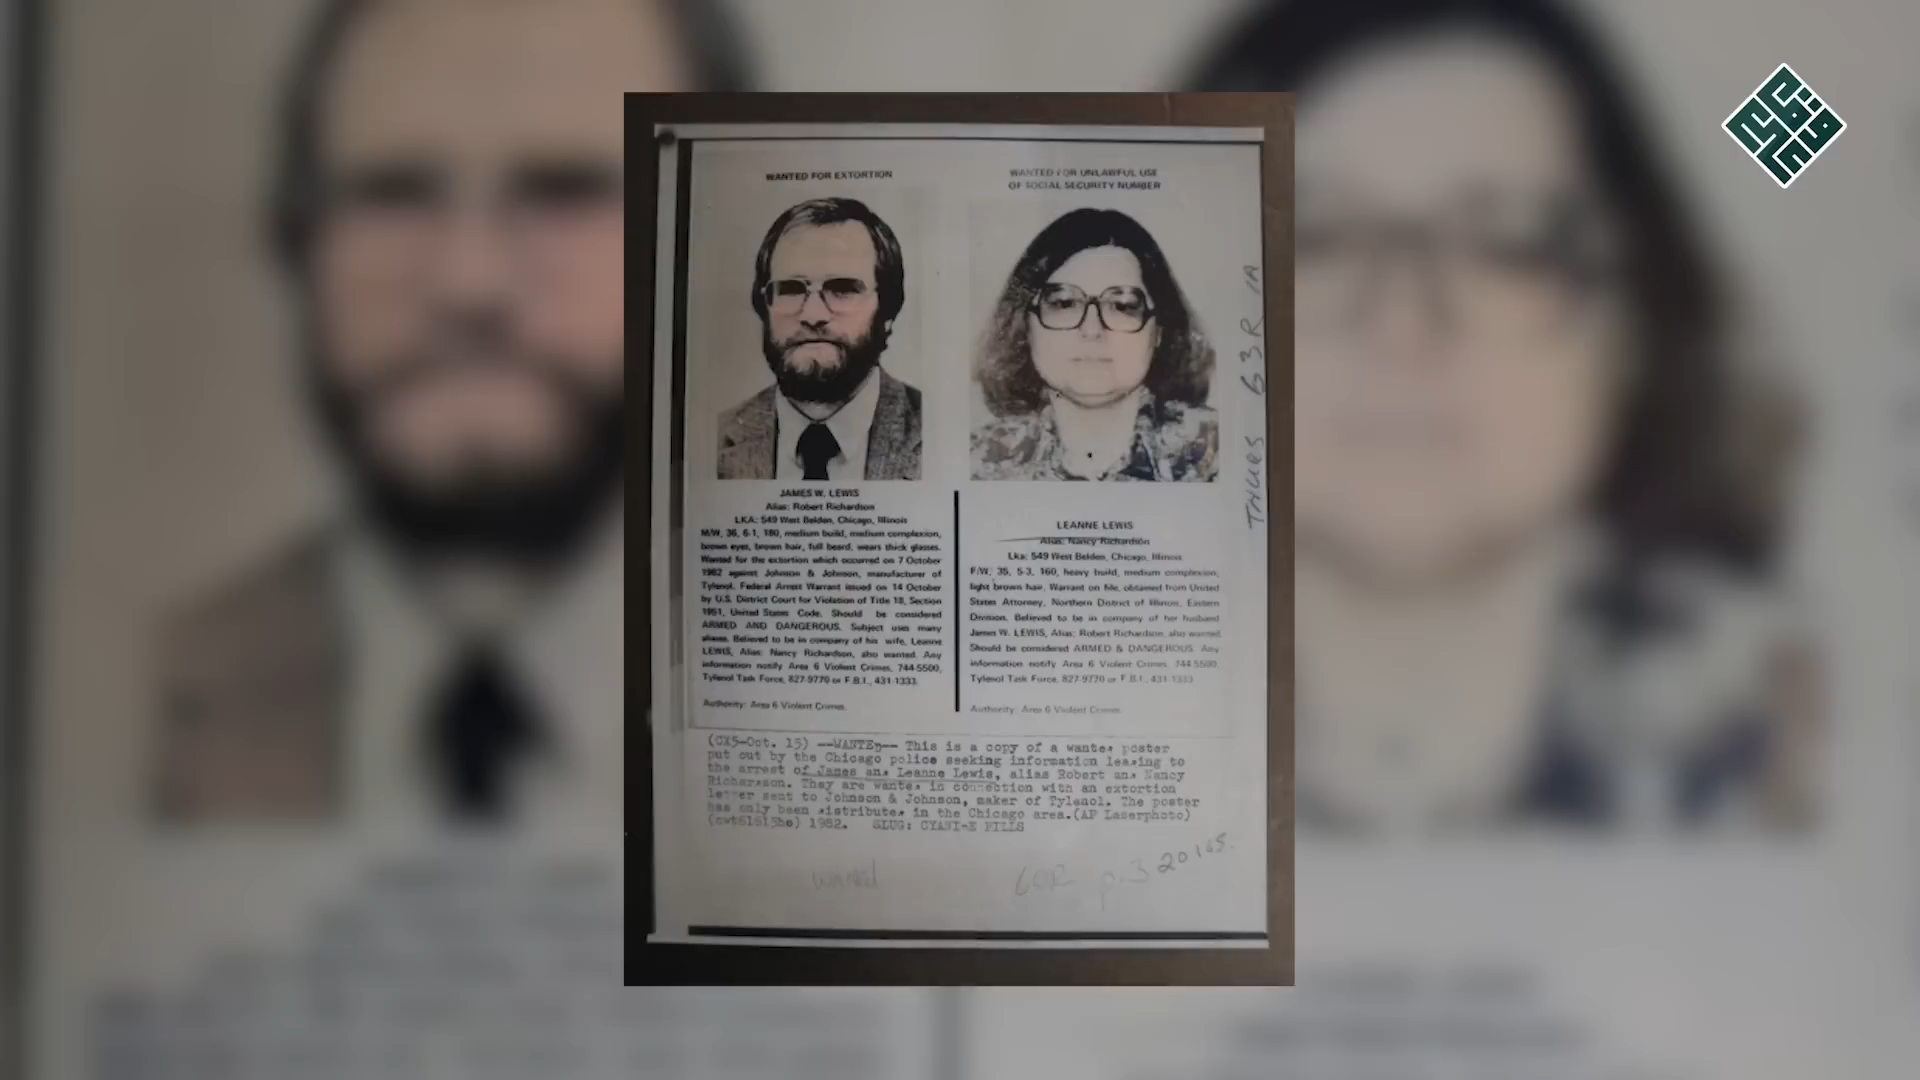 WANTED FOR EXTORTION
JAMES W. LEWIS
Alias: Robert Richardson
LKA: 549 West Belden, Chicago, Illinois
M/W, 36, 6-1, 180, medium build, medium complexion,
brown eyes, brown hair, full beard, wears thick glasses.
Wanted for the extortion which occurred on 7 October
1982 against Johnson & Johnson, manufacturer of
Tylenol. Federal Arrest Warrant issued on 14 October
by U.S. District Court for Violation of Title 18, Section
1951, United States Code. Should be considered
ARMED AND DANGEROUS. Subject uses many
aliases. Believed to be in company of his wife, Leanne
LEWIS, Alias: Nancy Richardson, also wanted. Any
information notify Area 6 Violent Crimes, 744-5500,
Tylenol Task Force, 827-9770 or F.B.I., 431-1333.
Authority: Area 6 Violent Crimes.
WANTED FOR UNLAWFUL USE
OF SOCIAL SECURITY NUMBER
LEANNE LEWIS
Alias: Nancy Richardson
Lka: 549 West Belden, Chicago, Illinois
F/W, 35, 5-3, 160, heavy build, medium complexion,
light brown hair. Warrant on file, obtained from United
States Attorney, Northern District of Illinois, Eastern
Division. Believed to be in company of her husband
James W. LEWIS, Alias: Robert Richardson, also wanted.
Should be considered ARMED & DANGEROUS. Any
information notify Area 6 Violent Crimes, 744-5500,
Tylenol Task Force, 827-9770 or F.B.I., 431-1333
Authority: Area 6 Violent Crimes.
63R 1A
(CX5-Oct. 15) --WANTED-- This is a copy of a wanted poster
put out by the Chicago police seeking information leading to
the arrest of James and Leanne Lewis, alias Robert and Nancy
Richardson. They are wanted in connection with an extortion
letter sent to Johnson & Johnson, maker of Tylenol. The poster
has only been distributed in the Chicago area.(AP Laserphoto)
(cwt61615ho) 1982. SLUG: CYANIDE PILLS
p.3